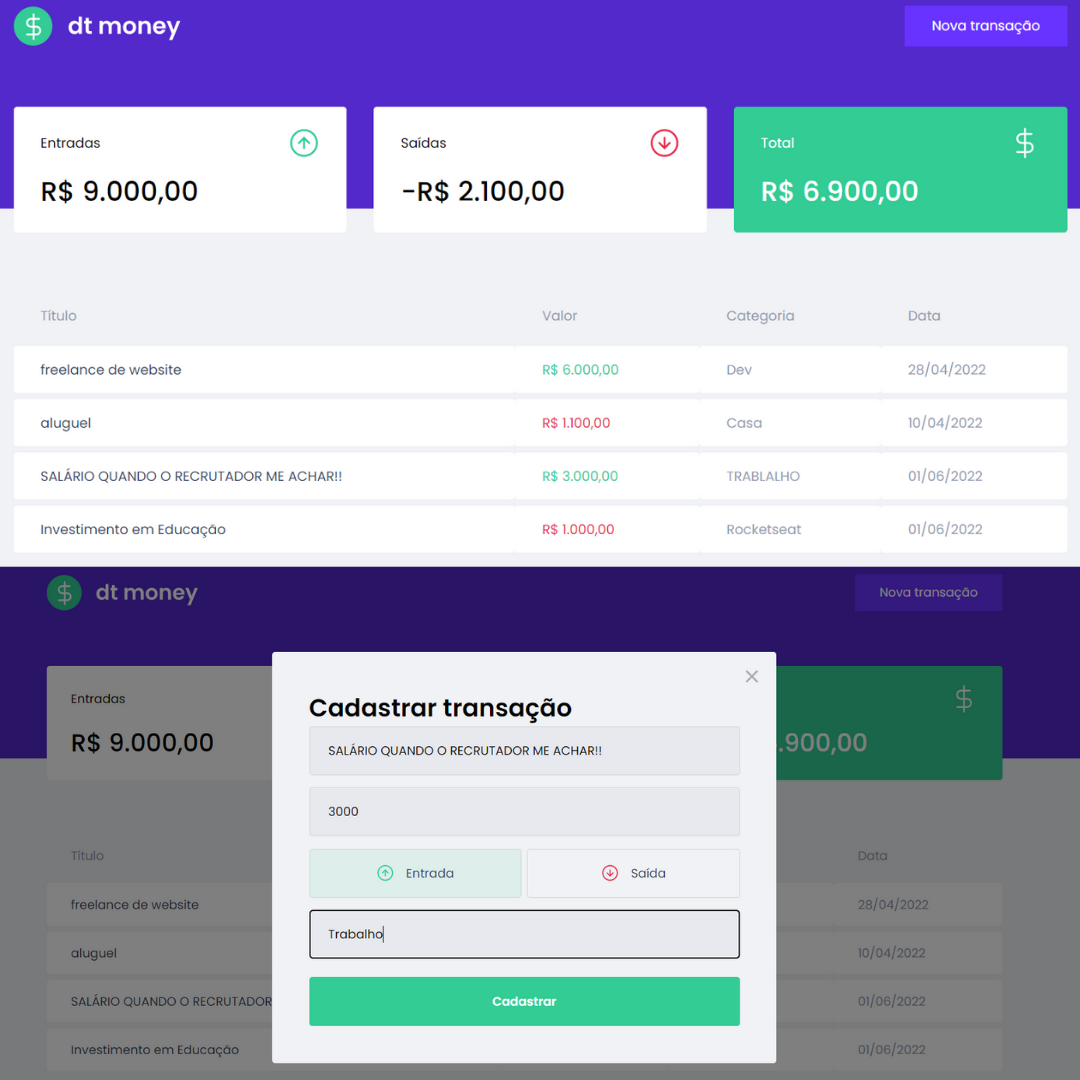 $ dt money
Nova transação
Entradas
R$ 9.000,00
Saídas
-R$ 2.100,00
Total
$
R$ 6.900,00
Título Valor Categoria Data
freelance de website R$ 6.000,00 Dev 28/04/2022
aluguel R$ 1.100,00 Casa 10/04/2022
SALÁRIO QUANDO O RECRUTADOR ME ACHAR!! R$ 3.000,00 TRABLALHO 01/06/2022
Investimento em Educação R$ 1.000,00 Rocketseat 01/06/2022
$ dt money
Nova transação
Entradas
R$ 9.000,00
$
.900,00
Título Data
freelance de website 28/04/2022
aluguel 10/04/2022
SALÁRIO QUANDO O RECRUTADOR 01/06/2022
Investimento em Educação 01/06/2022
Cadastrar transação
SALÁRIO QUANDO O RECRUTADOR ME ACHAR!!
3000
Entrada
Saída
Trabalho
Cadastrar